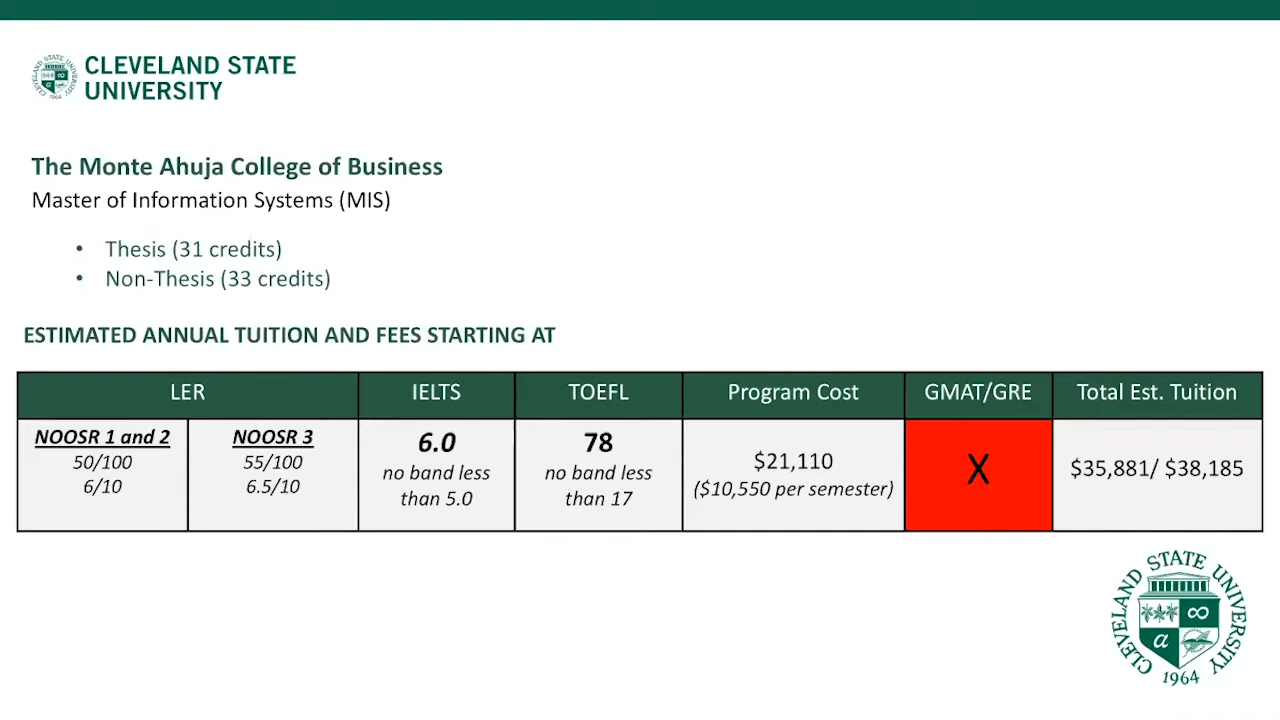 CLEVELAND STATE
UNIVERSITY
CLEVELAND STATE UNIVERSITY
1964
The Monte Ahuja College of Business
Master of Information Systems (MIS)
• Thesis (31 credits)
• Non-Thesis (33 credits)
ESTIMATED ANNUAL TUITION AND FEES STARTING AT
LER IELTS TOEFL Program Cost GMAT/GRE Total Est. Tuition
NOOSR 1 and 2
50/100
6/10
NOOSR 3
55/100
6.5/10
6.0
no band less
than 5.0
78
no band less
than 17
$21,110
($10,550 per semester)
X
$35,881/ $38,185
CLEVELAND STATE UNIVERSITY
1964